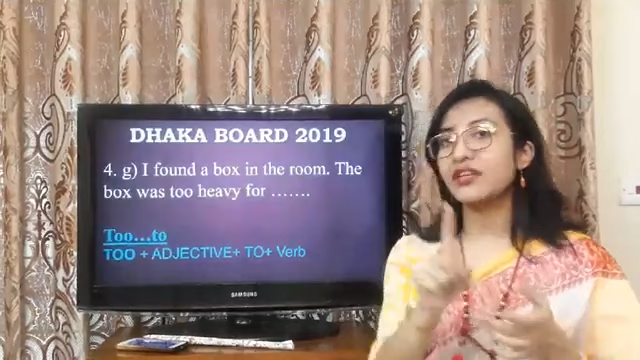 DHAKA BOARD 2019
4. g) I found a box in the room. The
box was too heavy for …….
Too…to
TOO + ADJECTIVE+ TO+ Verb
SAMSUNG